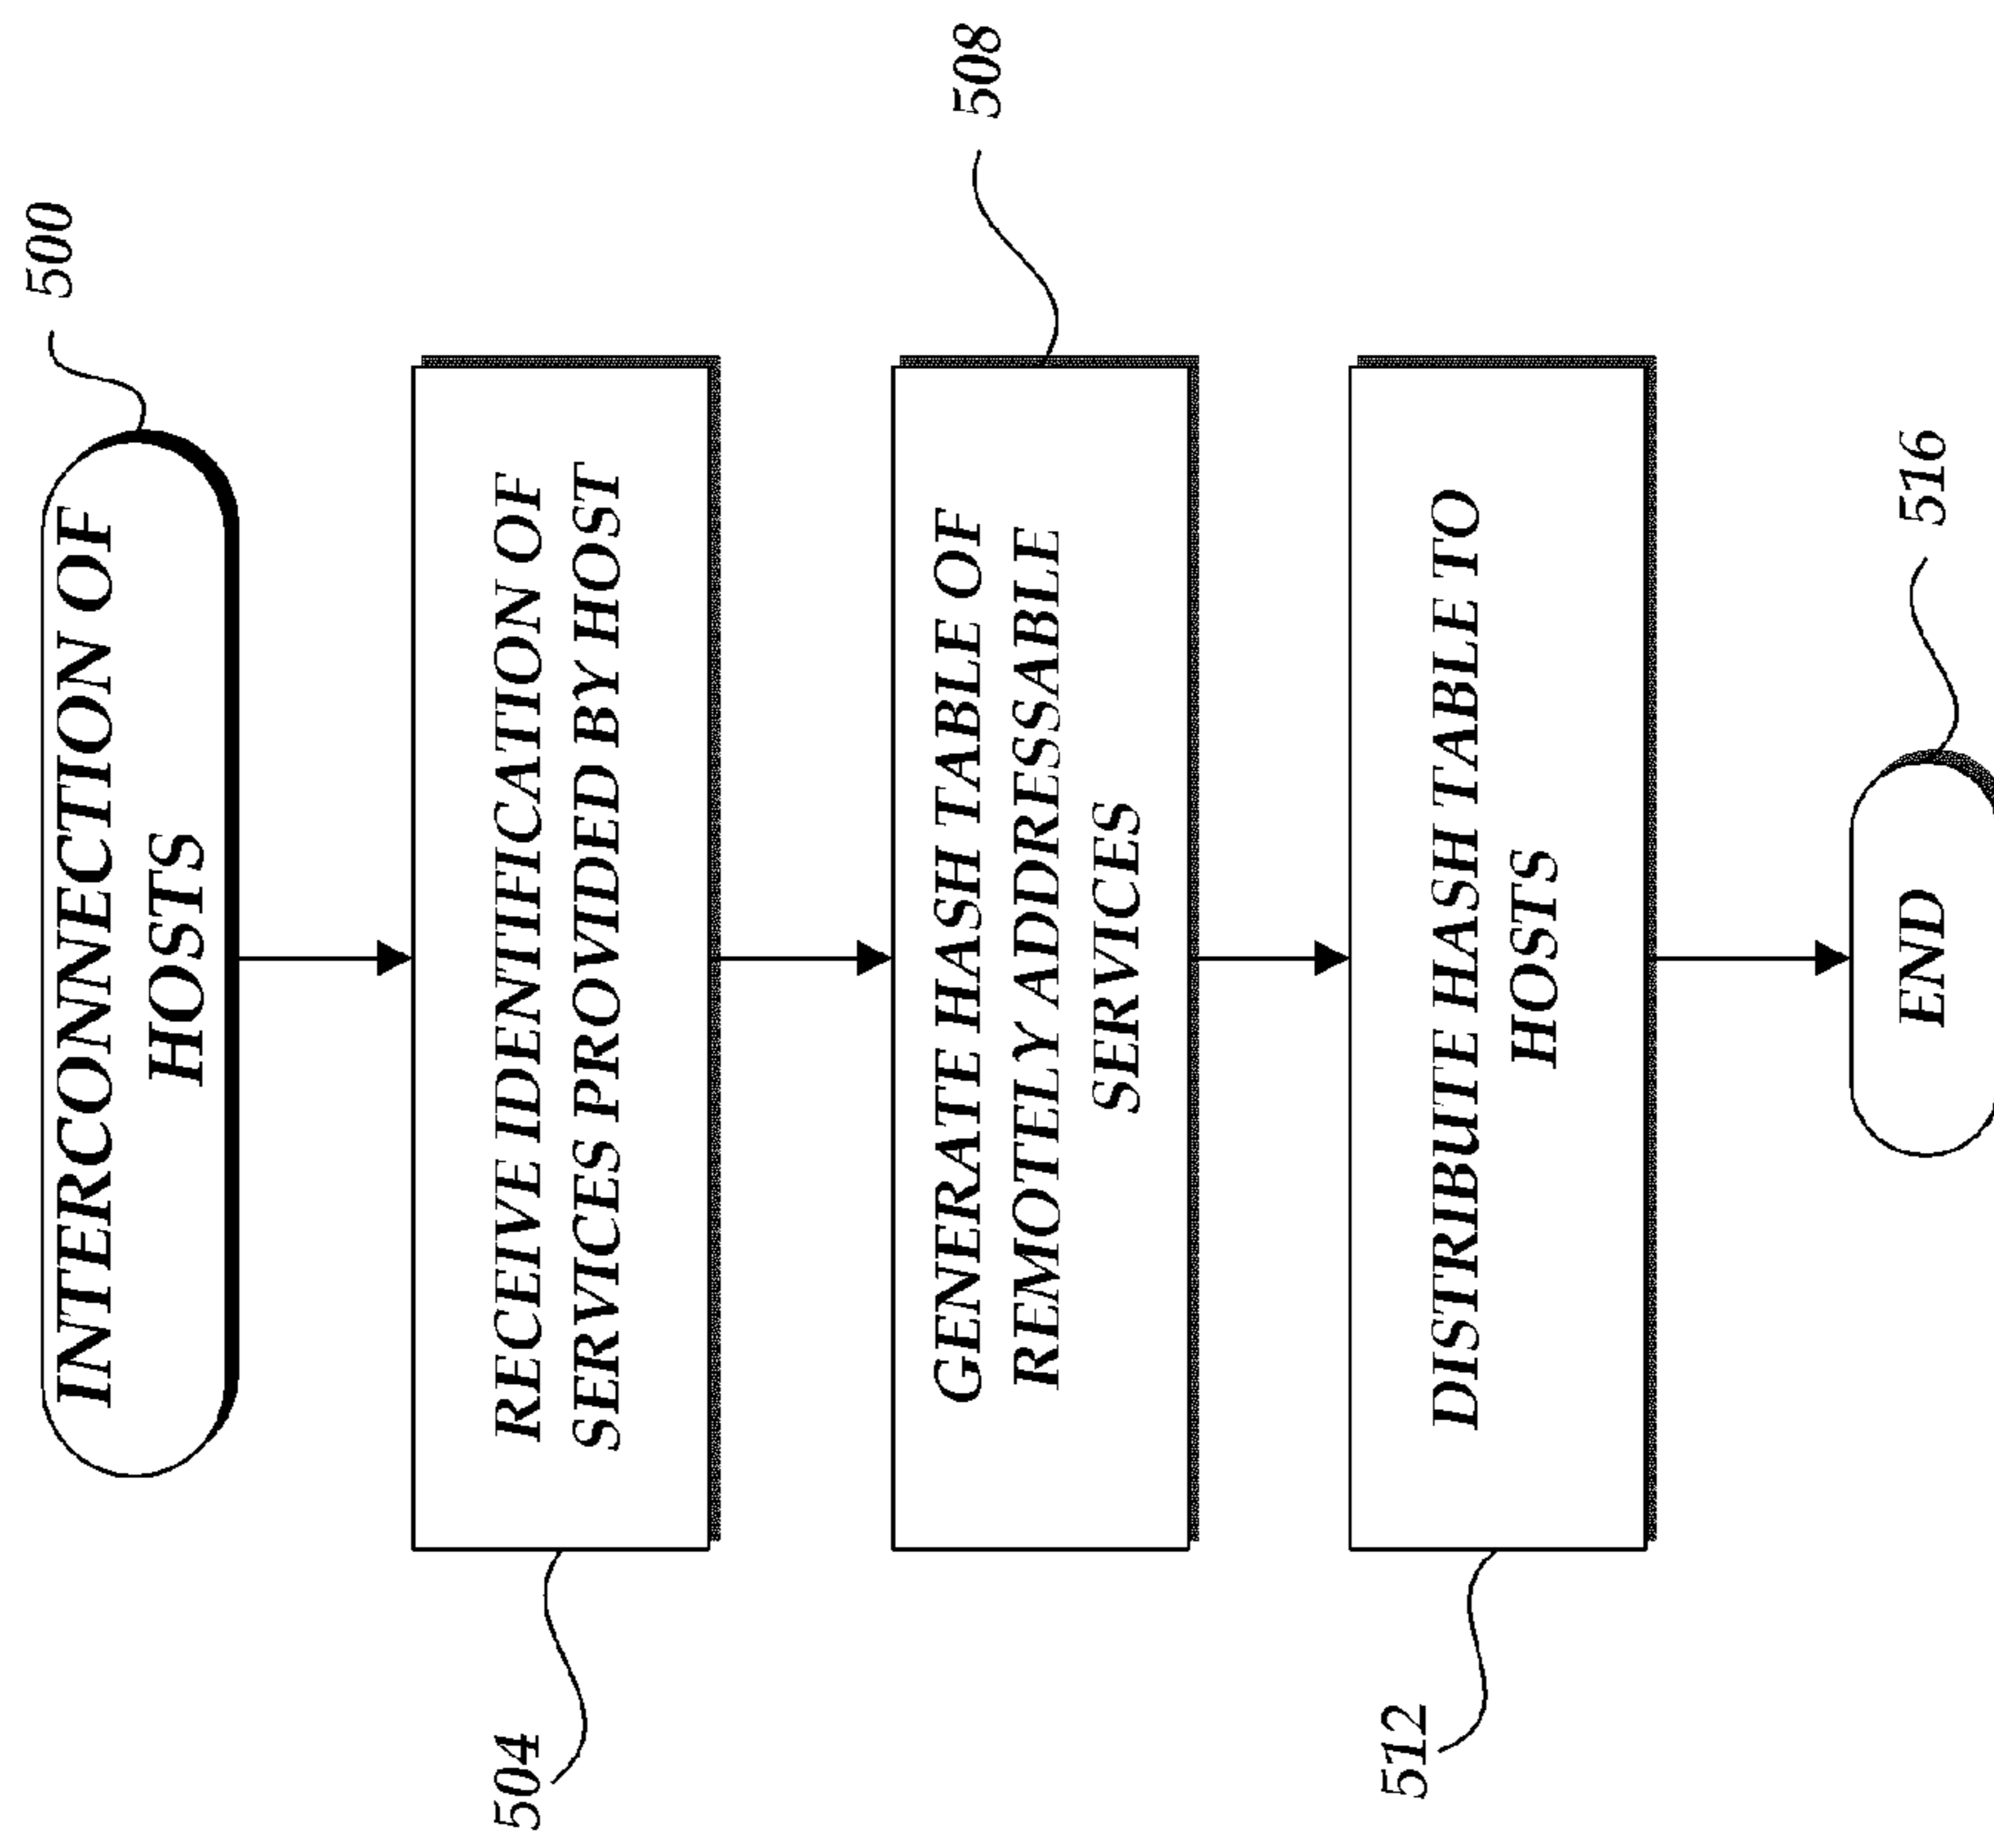 INTERCONNECTION OF
HOSTS
500
RECEIVE IDENTIFICATION OF
SERVICES PROVIDED BY HOST
504
GENERATE HASH TABLE OF
REMOTELY ADDRESSABLE
SERVICES
508
DISTRIBUTE HASH TABLE TO
HOSTS
512
END
516